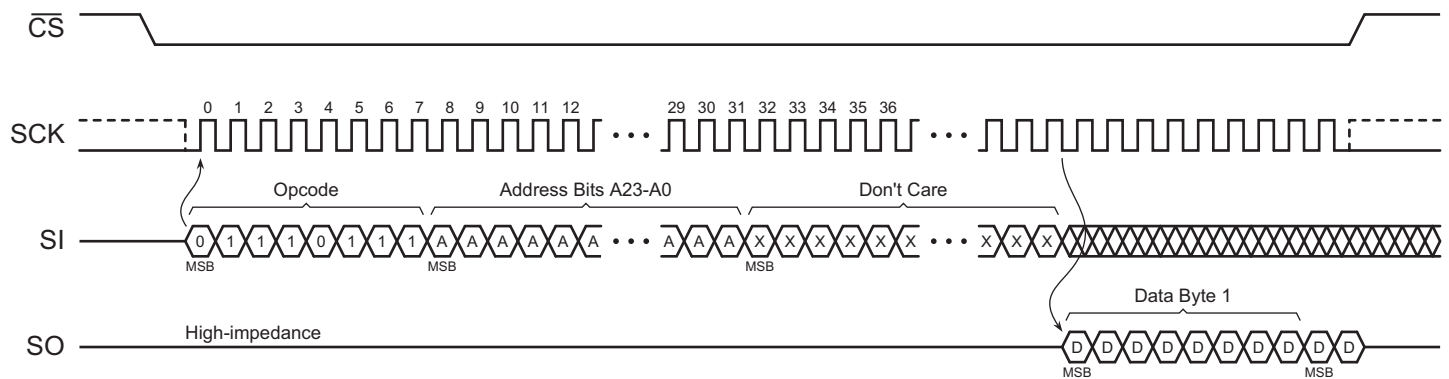 CS
0 1 2 3 4 5 6 7 8 9 10 11 12 29 30 31 32 33 34 35 36
SCK
Opcode Address Bits A23-A0 Don't Care
SI 0 1 1 1 0 1 1 1 A A A A A A A A A X X X X X X X X X
MSB MSB MSB
Data Byte 1
High-impedance
SO D D D D D D D D D D
MSB MSB